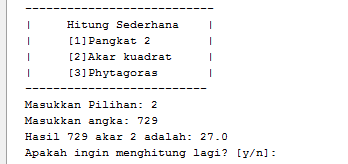 ---------------------------
|     Hitung Sederhana    |
|     [1]Pangkat 2        |
|     [2]Akar kuadrat     |
|     [3]Phytagoras       |
--------------------------
Masukkan Pilihan: 2
Masukkan angka: 729
Hasil 729 akar 2 adalah: 27.0
Apakah ingin menghitung lagi? [y/n]: